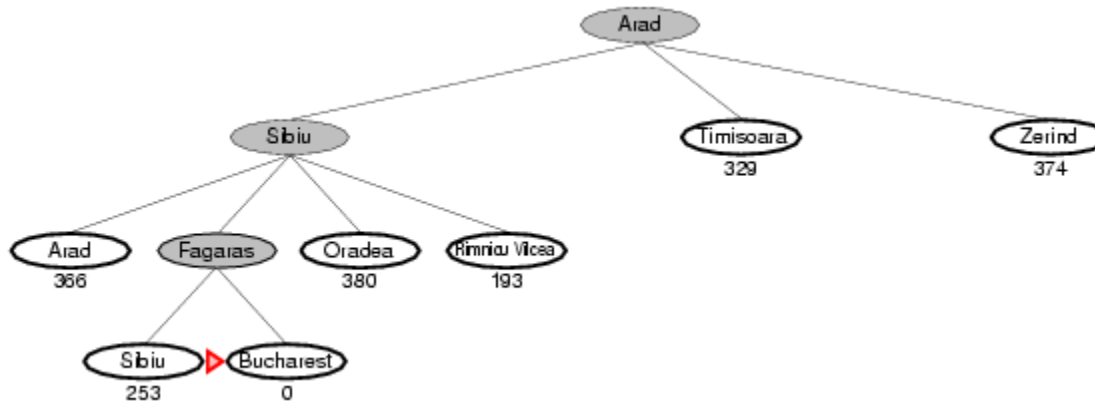 Arad
Sibiu
Timisoara
Zerind
329
374
Arad
Fagaras
Oradea
Rimnicu Vilcea
366
380
193
Sibiu
Bucharest
253
0